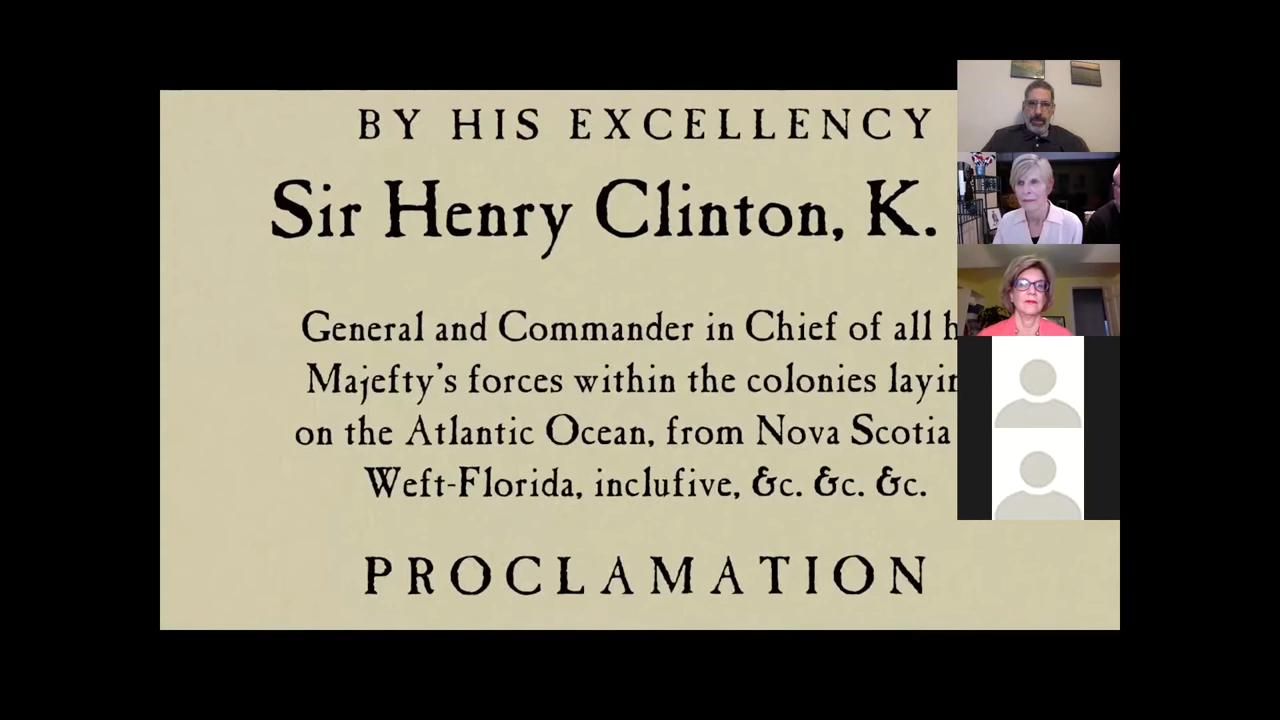 BY HIS EXCELLENCY
Sir Henry Clinton, K.
General and Commander in Chief of all
Majefty's forces within the colonies
on the Atlantic Ocean, from Nova Scotia
Weft-Florida, inclufive, &c. &c. &c.
PROCLAMATION